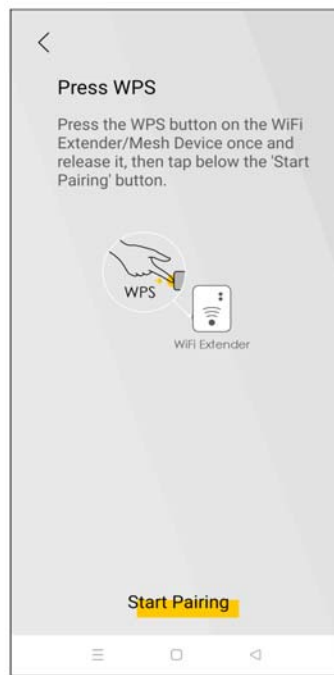 Press WPS
Press the WPS button on the WiFi
Extender/Mesh Device once and
release it, then tap below the 'Start
Pairing' button.
WPS
WiFi Extender
Start Pairing